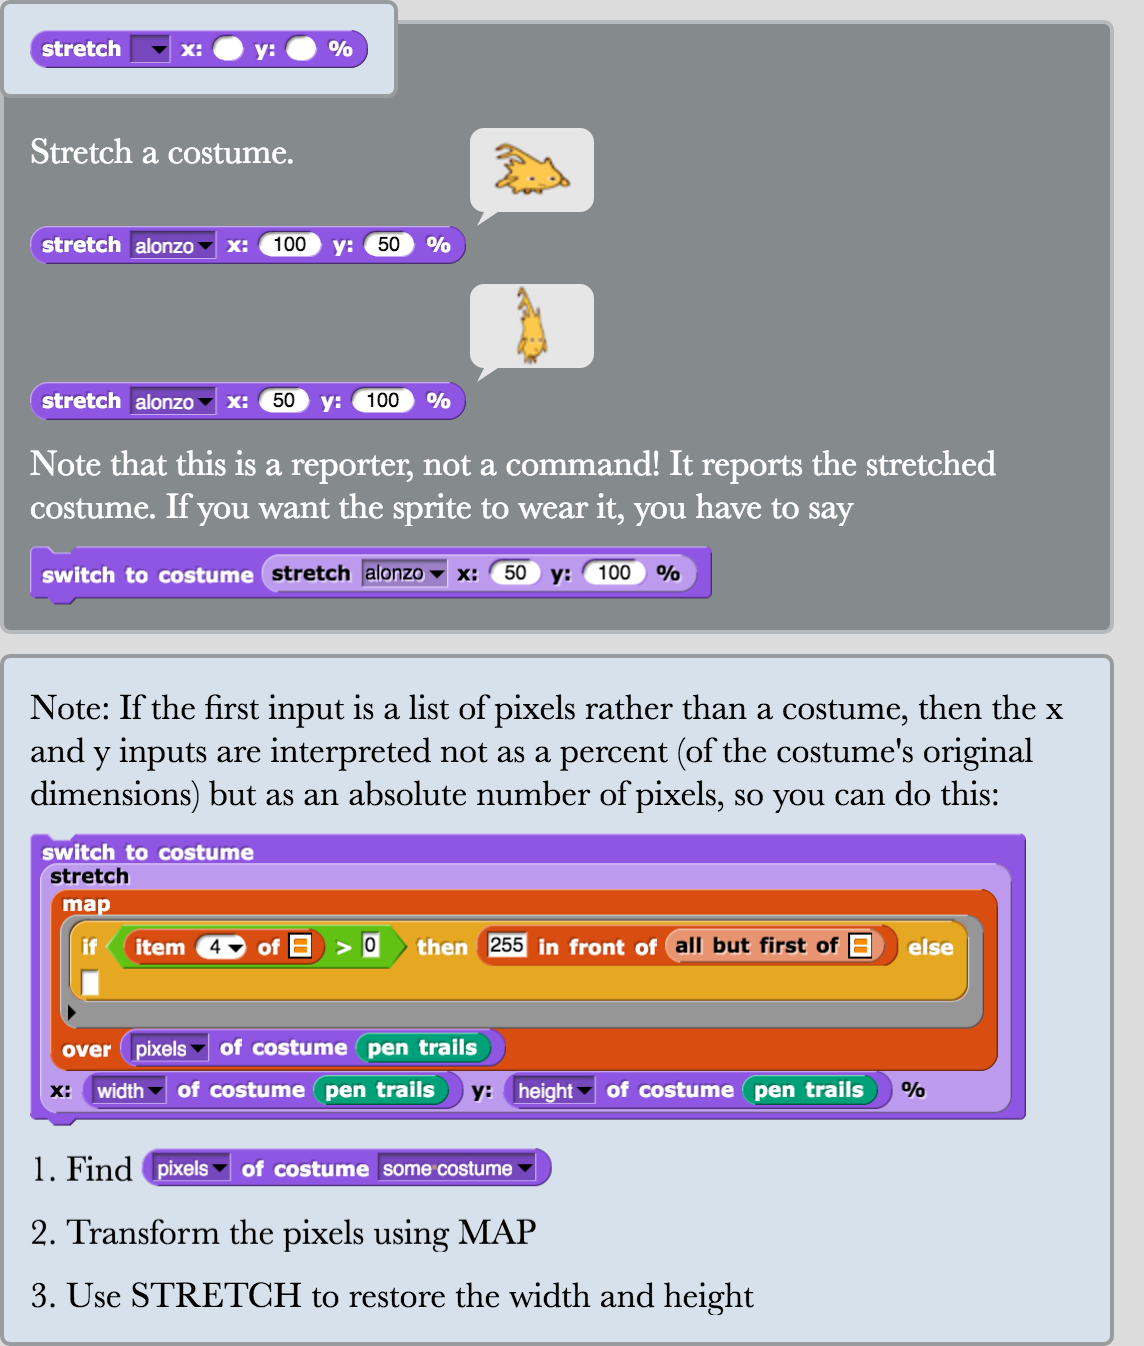 stretch x: y: %
Stretch a costume.
stretch alonzo x: 100 y: 50 %
stretch alonzo x: 50 y: 100 %
Note that this is a reporter, not a command! It reports the stretched
costume. If you want the sprite to wear it, you have to say
switch to costume stretch alonzo x: 50 y: 100 %
Note: If the first input is a list of pixels rather than a costume, then the x
and y inputs are interpreted not as a percent (of the costume's original
dimensions) but as an absolute number of pixels, so you can do this:
switch to costume
stretch
map
if item 4 of > 0 then 255 in front of all but first of else
over pixels of costume pen trails
x: width of costume pen trails y: height of costume pen trails %
1. Find pixels of costume some costume
2. Transform the pixels using MAP
3. Use STRETCH to restore the width and height